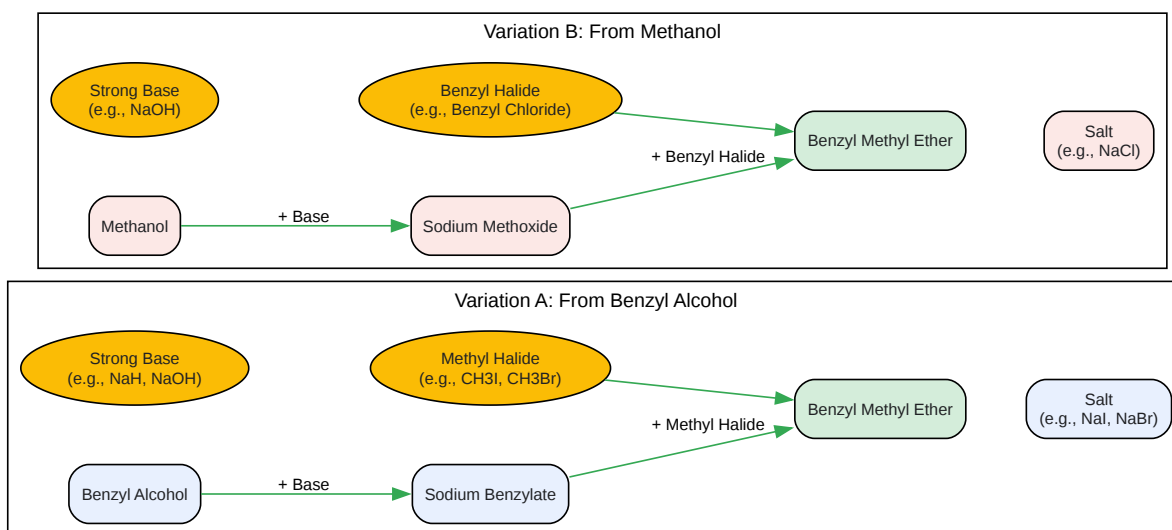 Variation B: From Methanol
Strong Base
(e.g., NaOH)
Benzyl Halide
(e.g., Benzyl Chloride)
Benzyl Methyl Ether
Salt
(e.g., NaCl)
+ Benzyl Halide
Methanol
+ Base
Sodium Methoxide
Variation A: From Benzyl Alcohol
Strong Base
(e.g., NaH, NaOH)
Methyl Halide
(e.g., CH3I, CH3Br)
Benzyl Methyl Ether
Salt
(e.g., NaI, NaBr)
+ Methyl Halide
Benzyl Alcohol
+ Base
Sodium Benzylate